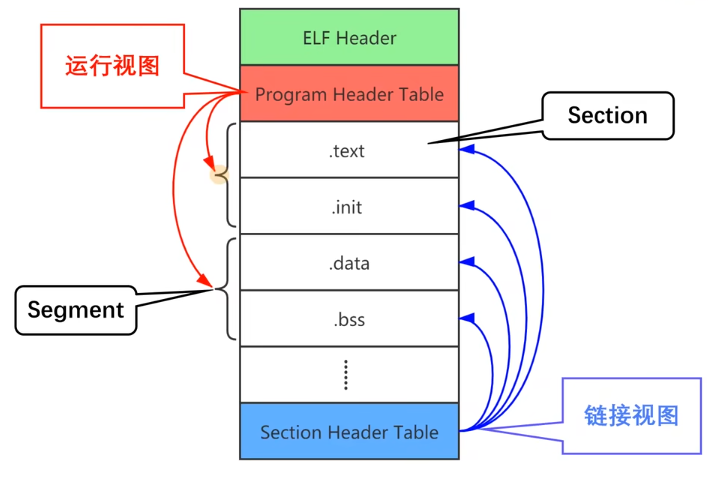 ELF Header
运行视图
Program Header Table
Section
.text
.init
.data
Segment
.bss
Section Header Table
链接视图